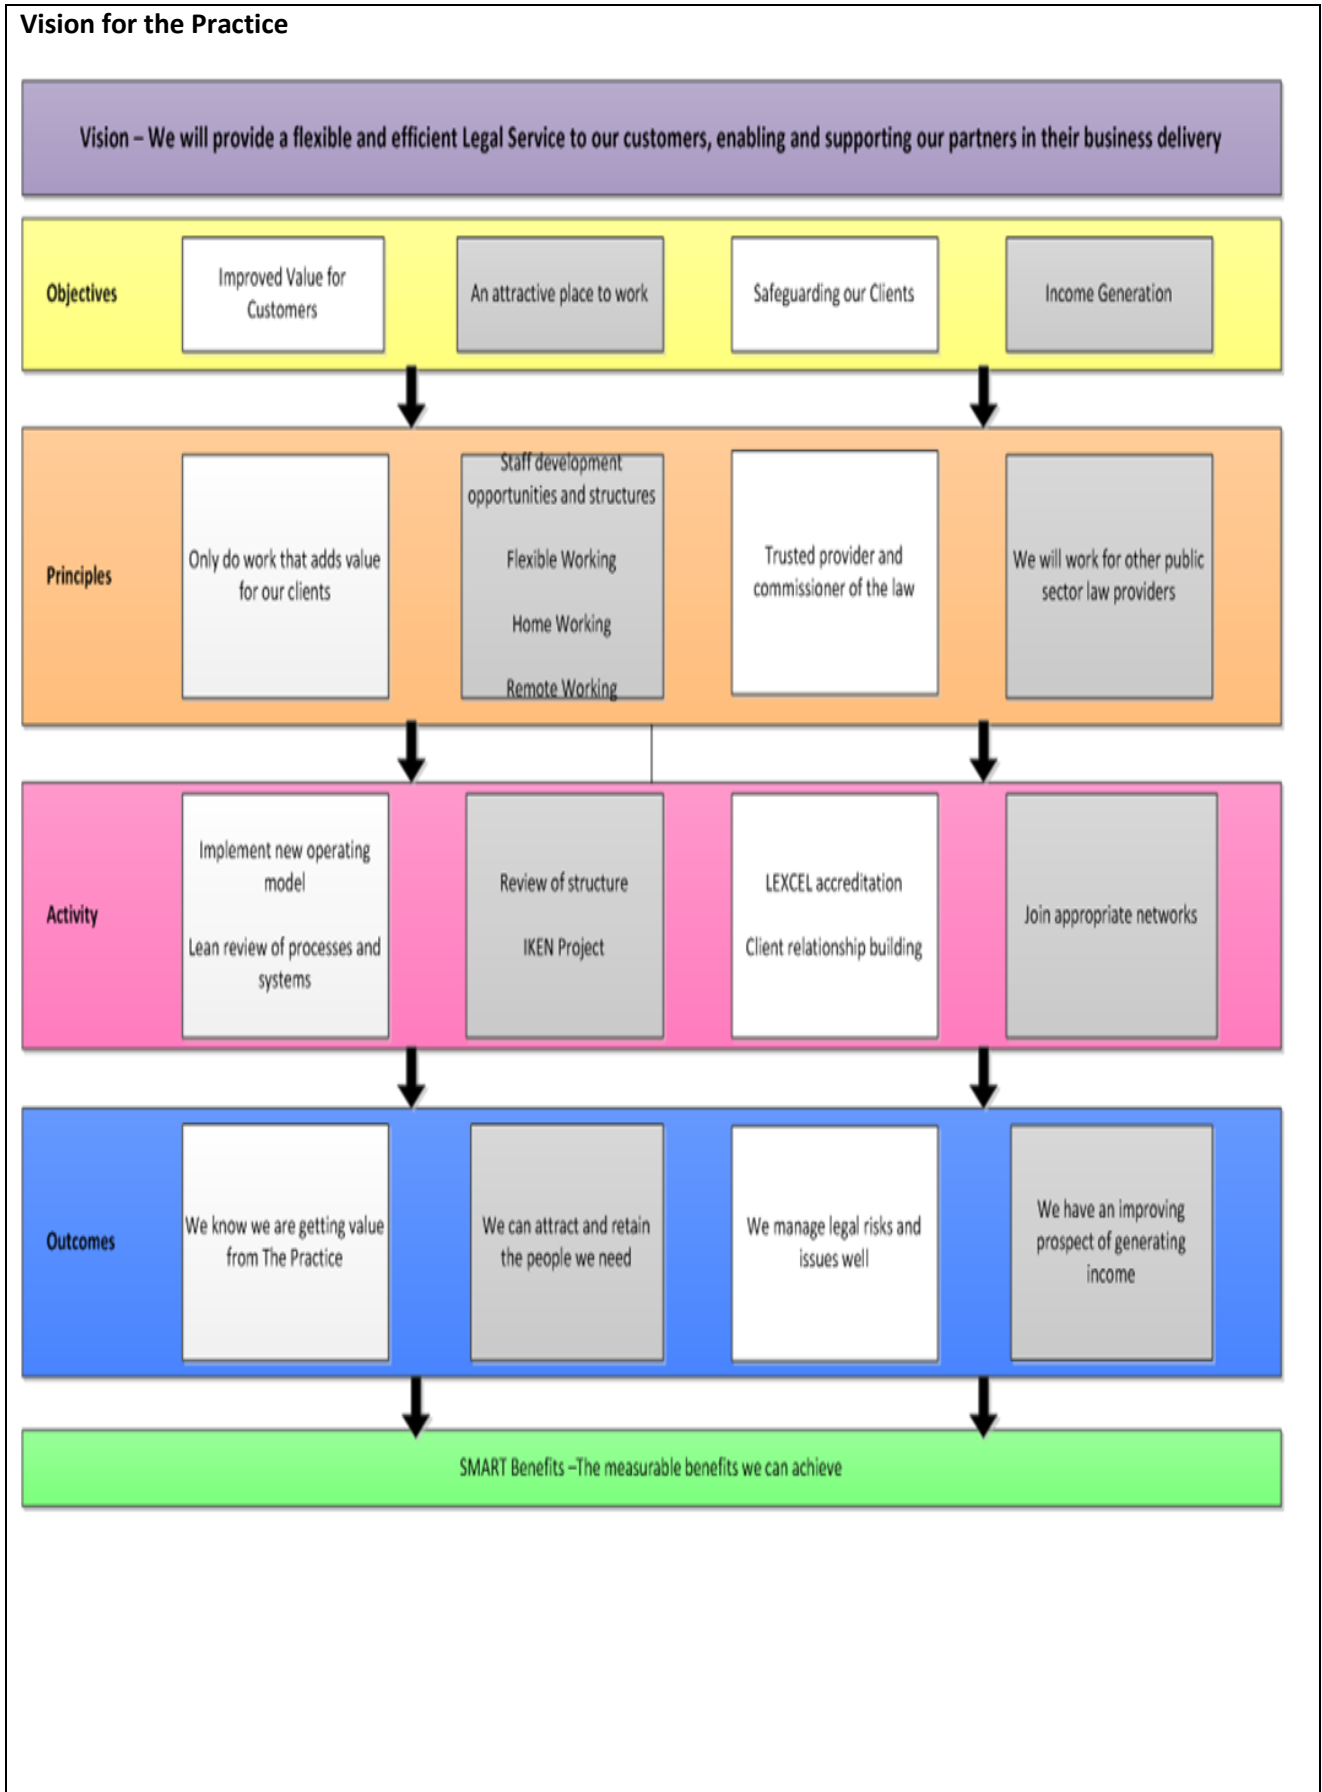 Vision for the Practice
Vision – We will provide a flexible and efficient Legal Service to our customers, enabling and supporting our partners in their business delivery
Objectives
Improved Value for
Customers
An attractive place to work
Safeguarding our Clients
Income Generation
Principles
Only do work that adds value
for our clients
Staff development
opportunities and structures
Flexible Working
Home Working
Remote Working
Trusted provider and
commissioner of the law
We will work for other public
sector law providers
Activity
Implement new operating
model
Lean review of processes and
systems
Review of structure
IKEN Project
LEXCEL accreditation
Client relationship building
Join appropriate networks
Outcomes
We know we are getting value
from The Practice
We can attract and retain
the people we need
We manage legal risks and
issues well
We have an improving
prospect of generating
income
SMART Benefits –The measurable benefits we can achieve